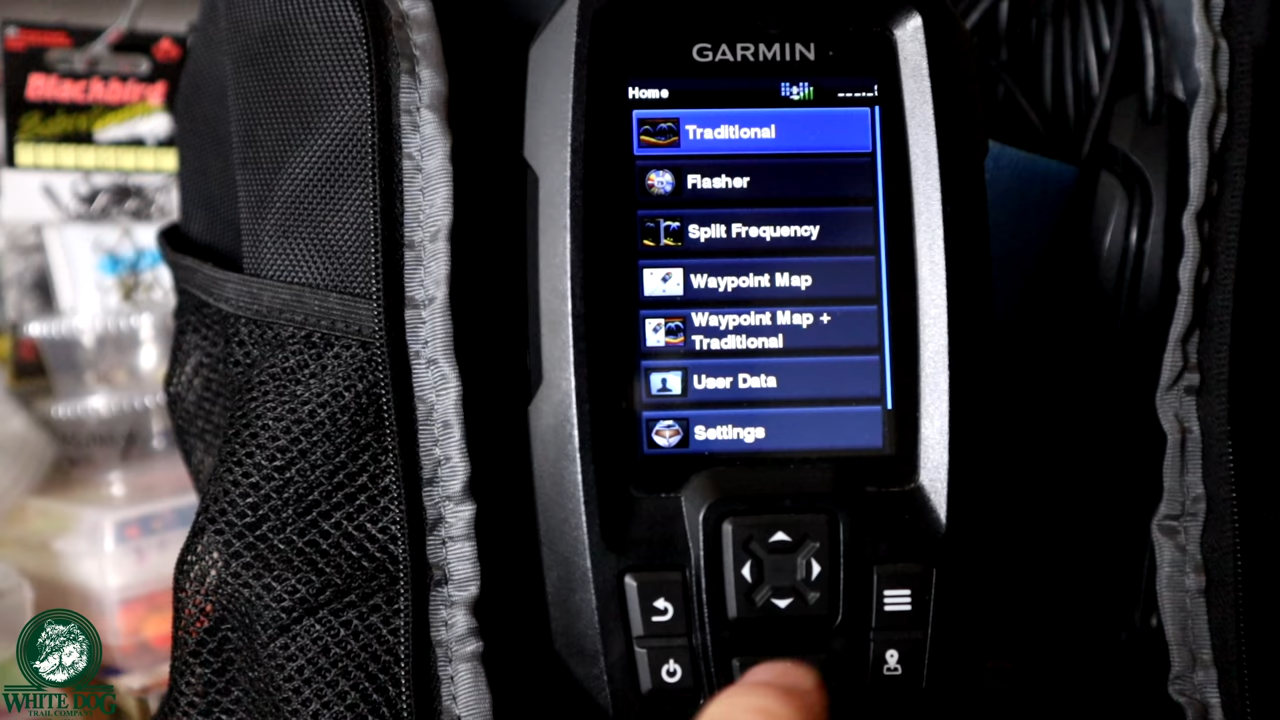 GARMIN
Home
Traditional
Flasher
Split Frequency
Waypoint Map
Waypoint Map +
Traditional
User Data
Settings
Blackbird
WHITE DOG
TRAIL COMPANY